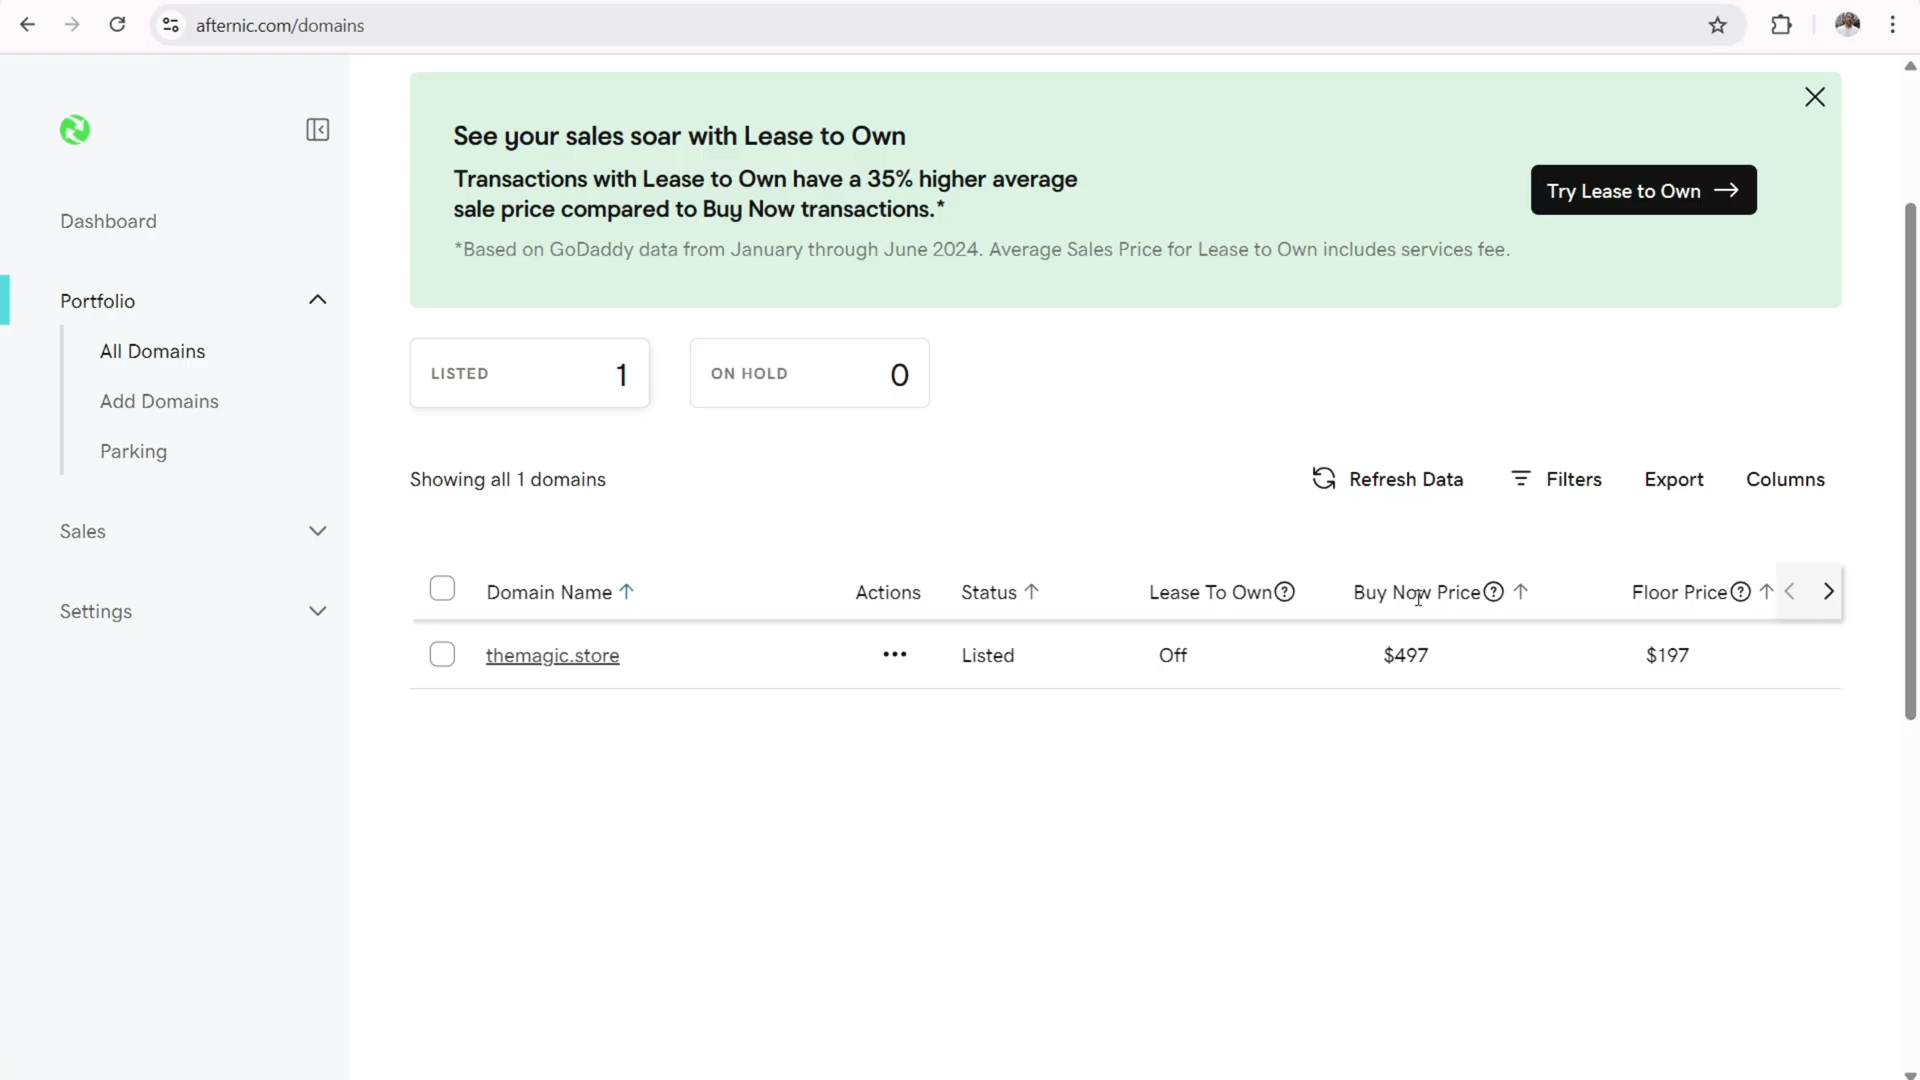 afternic.com/domains
See your sales soar with Lease to Own
Transactions with Lease to Own have a 35% higher average
sale price compared to Buy Now transactions.*
*Based on GoDaddy data from January through June 2024. Average Sales Price for Lease to Own includes services fee.
Try Lease to Own
Dashboard
Portfolio
All Domains
Add Domains
Parking
Sales
Settings
LISTED 1
ON HOLD 0
Showing all 1 domains
Refresh Data Filters Export Columns
Domain Name Actions Status Lease To Own Buy Now Price Floor Price
themagic.store ••• Listed Off $497 $197